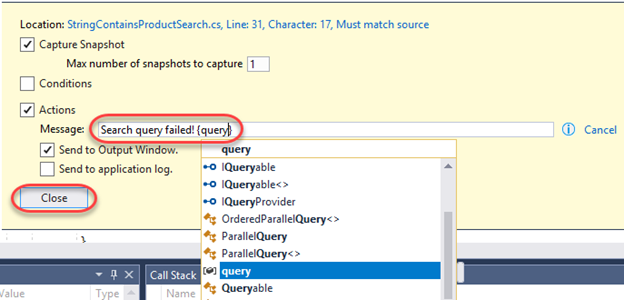 Location: StringContainsProductSearch.cs, Line: 31, Character: 17, Must match source
Capture Snapshot
Max number of snapshots to capture 1
Conditions
Actions
Message: Search query failed! {query} Cancel
Send to Output Window.
Send to application log.
Close
query
IQueryable
IQueryable<>
IQueryProvider
OrderedParallelQuery<>
ParallelQuery
ParallelQuery<>
query
Queryable
}
Call Stack
Value Type Name